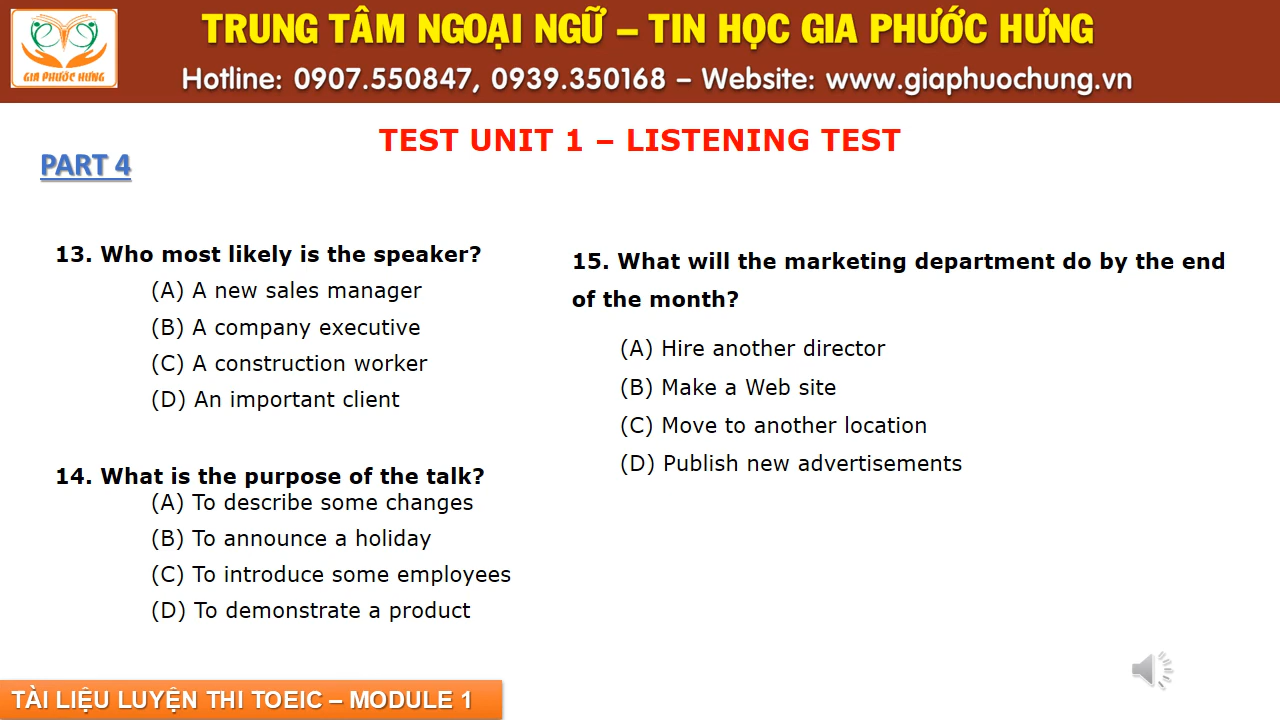 GIA PHƯỚC HƯNG
TRUNG TÂM NGOẠI NGỮ – TIN HỌC GIA PHƯỚC HƯNG
Hotline: 0907.550847, 0939.350168 – Website: www.giaphuochung.vn
TEST UNIT 1 – LISTENING TEST
PART 4
13. Who most likely is the speaker?
(A) A new sales manager
(B) A company executive
(C) A construction worker
(D) An important client
14. What is the purpose of the talk?
(A) To describe some changes
(B) To announce a holiday
(C) To introduce some employees
(D) To demonstrate a product
15. What will the marketing department do by the end
of the month?
(A) Hire another director
(B) Make a Web site
(C) Move to another location
(D) Publish new advertisements
TÀI LIỆU LUYỆN THI TOEIC – MODULE 1